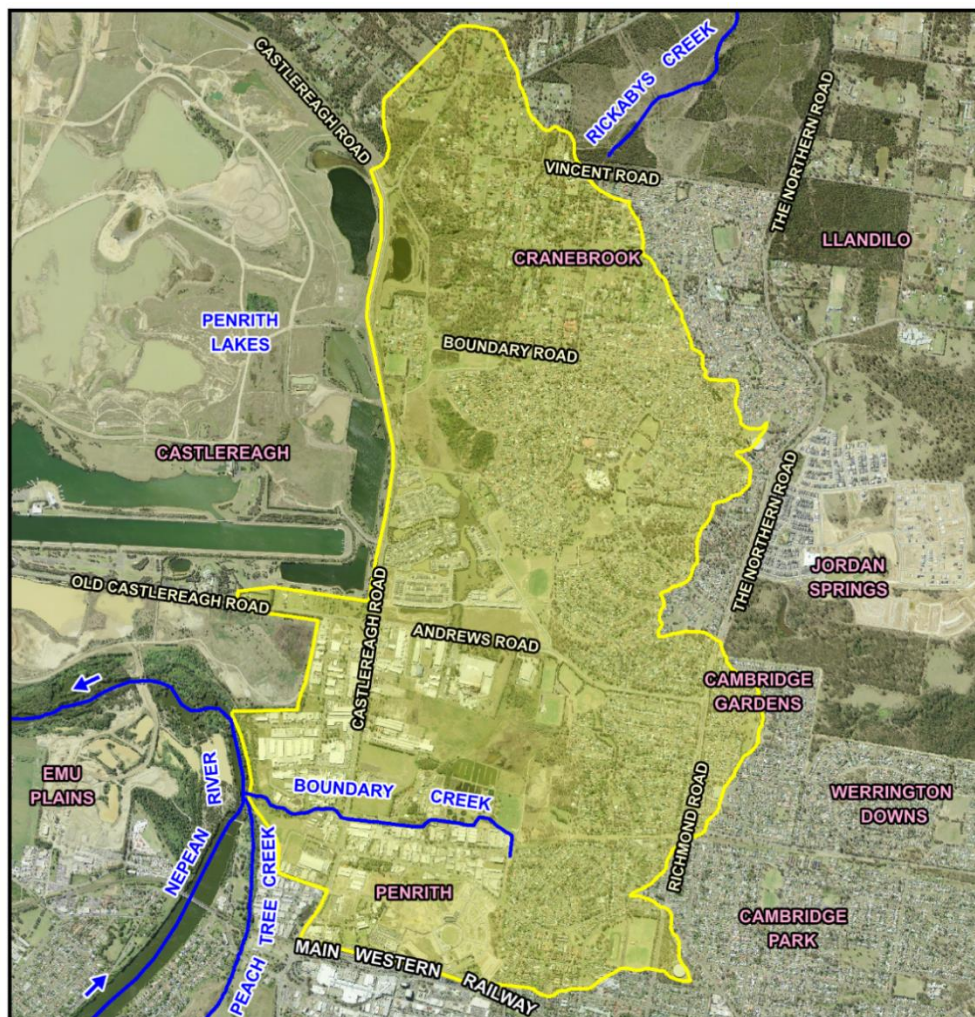 CASTLEREAGH ROAD
RICKABYS CREEK
THE NORTHERN ROAD
VINCENT ROAD
LLANDILO
CRANEBROOK
PENRITH
LAKES
BOUNDARY ROAD
CASTLEREAGH
THE NORTHERN ROAD
JORDAN
SPRINGS
OLD CASTLEREAGH ROAD
CASTLEREAGH ROAD
ANDREWS ROAD
CAMBRIDGE
GARDENS
EMU
PLAINS
NEPEAN RIVER
BOUNDARY CREEK
RICHMOND ROAD
WERRINGTON
DOWNS
PEACH TREE CREEK
PENRITH
CAMBRIDGE
PARK
MAIN WESTERN RAILWAY